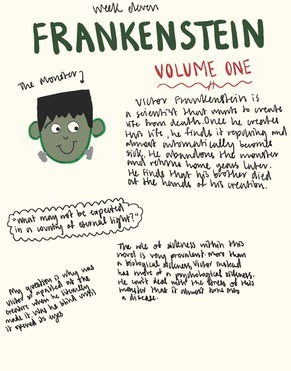 week eleven
FRANKENSTEIN
VOLUME ONE
The monster
Victor Frankenstein is
a scientist that wants to create
life from death. Once he creates
this life, he finds it repulsing and
almost automatically becomes
sick. He abandons the monster
and returns home years later.
He finds that his brother died
at the hands of his creation.
"What may not be expected
in a country of eternal light?"
The role of sickness within this
novel is very prevalent. More than
a biological sickness, Victor instead
has more of a psychological sickness.
He can't deal with the stress of this
monster that it almost turns into
a disease.
My question is why was
Victor so apalled at the
creature when he literally
made it. Was he blind until
it opened its eyes